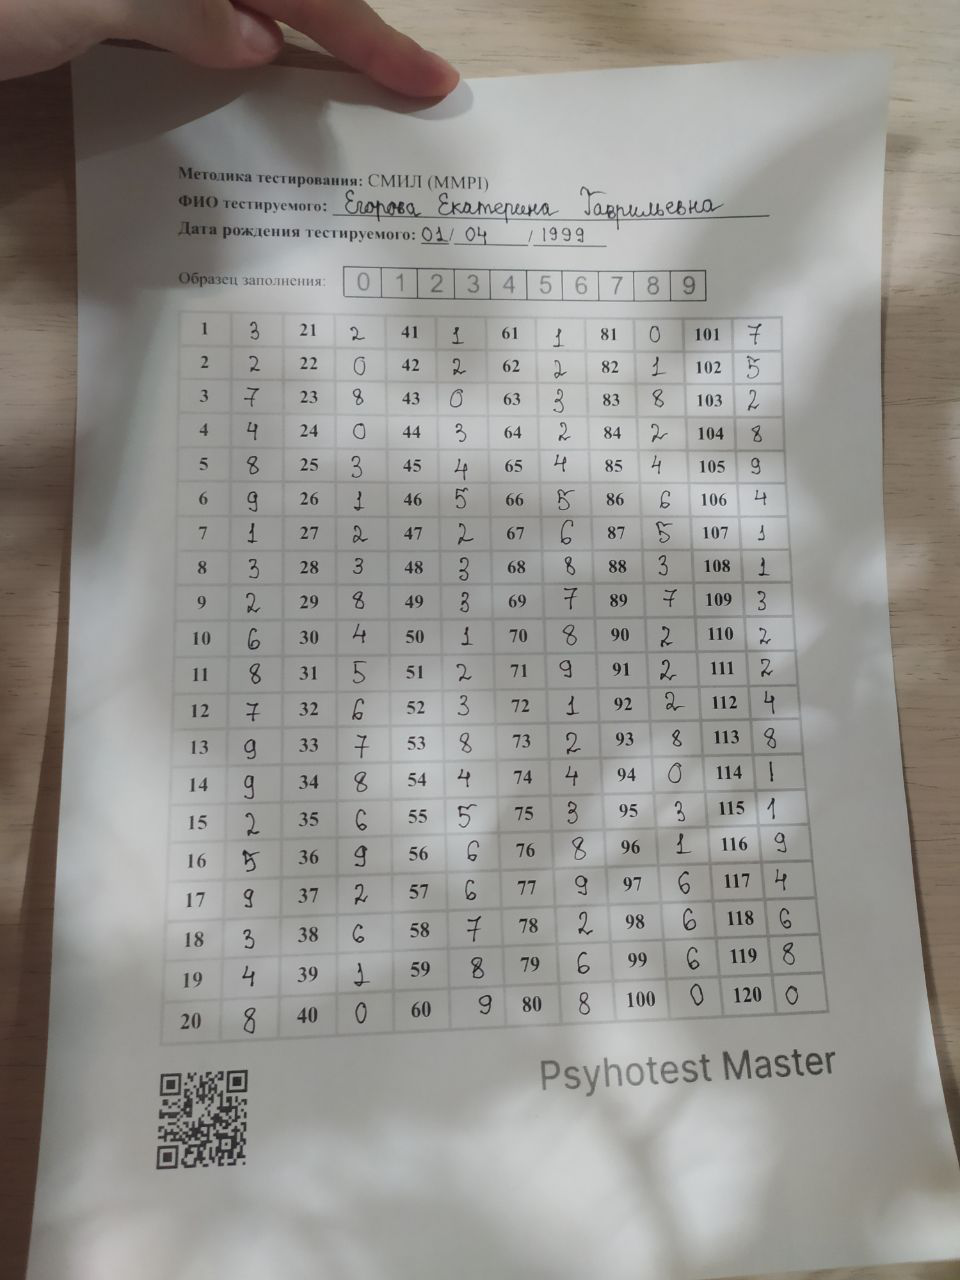 Методика тестирования: СМИЛ (MMPI)
ФИО тестируемого: Егорова Екатерина Гаврильевна
Дата рождения тестируемого: 01/ 04 / 1999
Образец заполнения: 0 1 2 3 4 5 6 7 8 9
1 3 21 2 41 1 61 1 81 0 101 7
2 2 22 0 42 2 62 2 82 1 102 5
3 7 23 8 43 0 63 3 83 8 103 2
4 4 24 0 44 3 64 2 84 2 104 8
5 8 25 3 45 4 65 4 85 4 105 9
6 9 26 1 46 5 66 5 86 6 106 4
7 1 27 2 47 2 67 6 87 5 107 1
8 3 28 3 48 3 68 8 88 3 108 1
9 2 29 8 49 3 69 7 89 7 109 3
10 6 30 4 50 1 70 8 90 2 110 2
11 8 31 5 51 2 71 9 91 2 111 2
12 7 32 6 52 3 72 1 92 2 112 4
13 9 33 7 53 8 73 2 93 8 113 8
14 9 34 8 54 4 74 4 94 0 114 1
15 2 35 6 55 5 75 3 95 3 115 1
16 5 36 9 56 6 76 8 96 1 116 9
17 9 37 2 57 6 77 9 97 6 117 4
18 3 38 6 58 7 78 2 98 6 118 6
19 4 39 1 59 8 79 6 99 6 119 8
20 8 40 0 60 9 80 8 100 0 120 0
Psyhotest Master